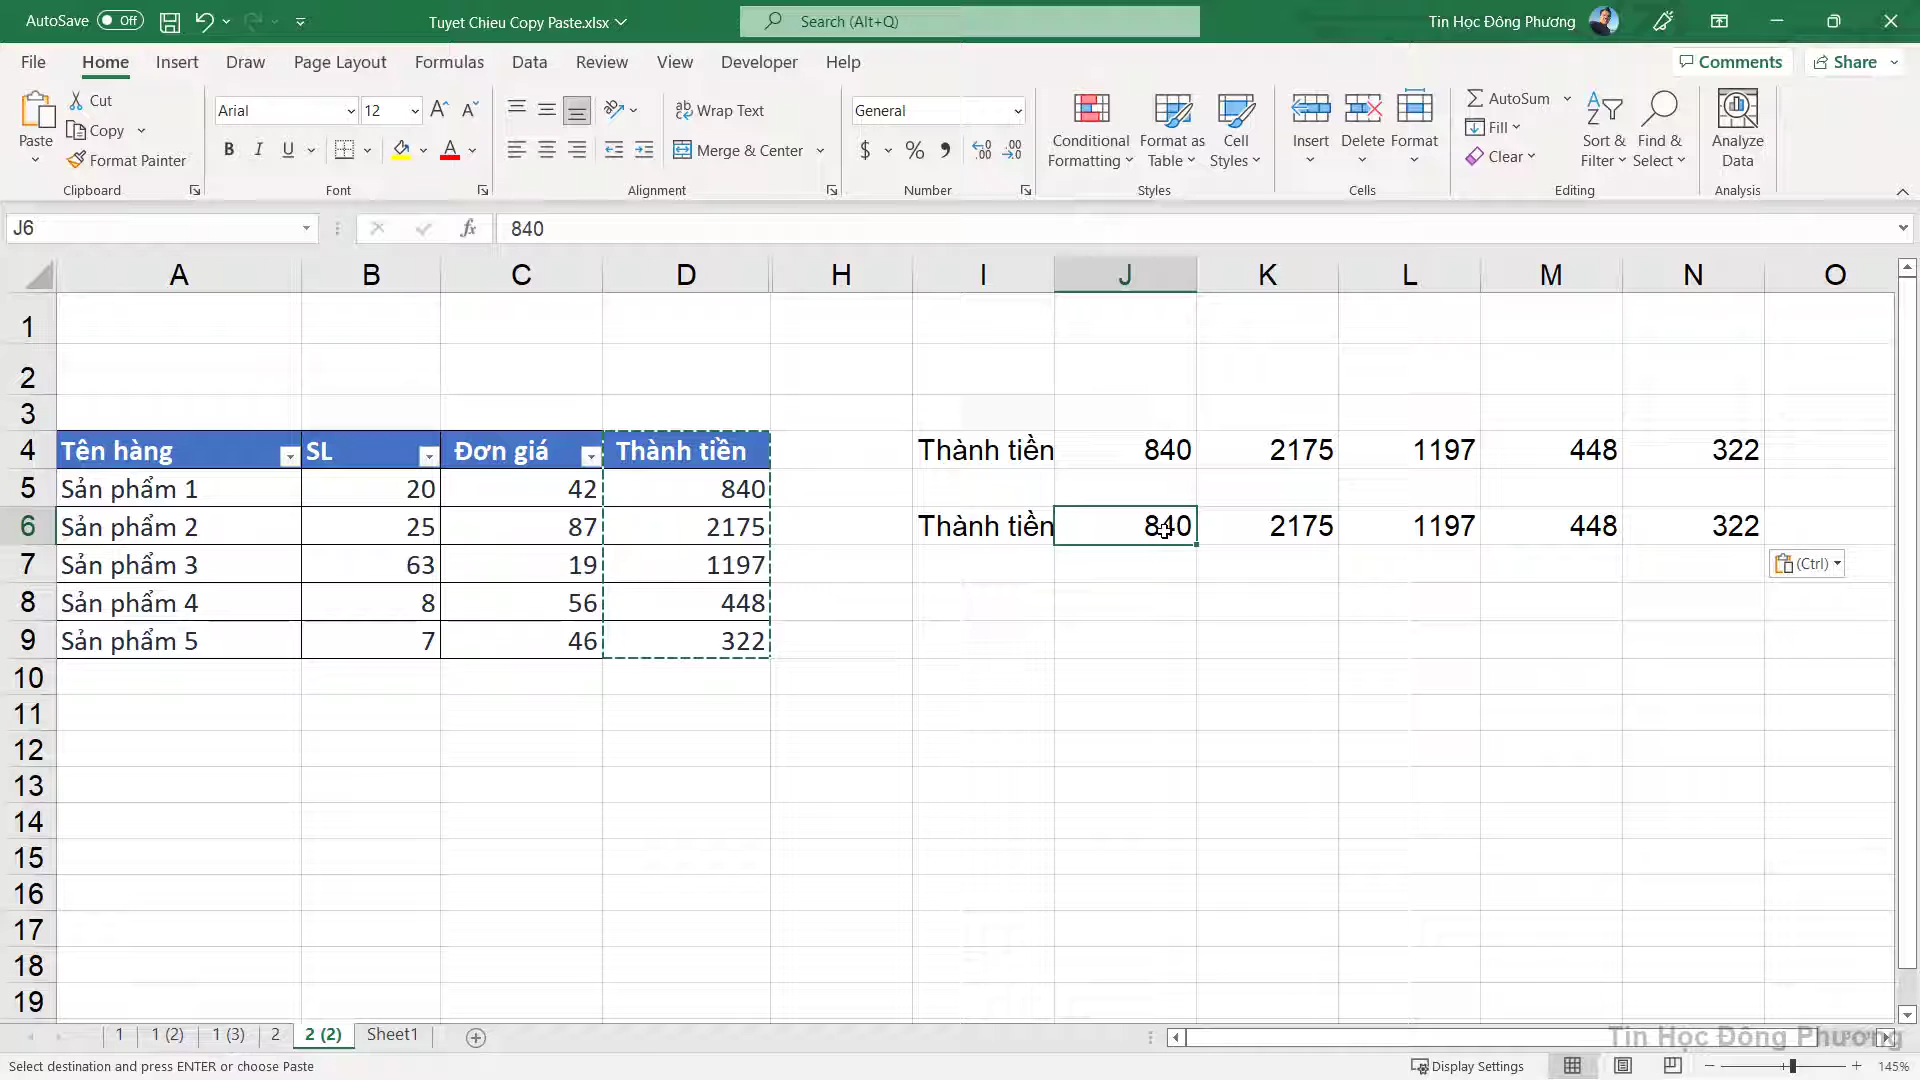 AutoSave Off Tuyet Chieu Copy Paste.xlsx Search (Alt+Q) Tin Học Đông Phương
File Home Insert Draw Page Layout Formulas Data Review View Developer Help Comments Share
Paste Cut Copy Format Painter Clipboard
Arial 12 B I U Font
Wrap Text Merge & Center Alignment
General $ % Number
Conditional Formatting Format as Table Cell Styles Styles
Insert Delete Format Cells
AutoSum Fill Clear Sort & Filter Find & Select Editing
Analyze Data Analysis
J6 fx 840
A B C D H I J K L M N O
1
2
3
4 Tên hàng SL Đơn giá Thành tiền Thành tiền 840 2175 1197 448 322
5 Sản phẩm 1 20 42 840
6 Sản phẩm 2 25 87 2175 Thành tiền 840 2175 1197 448 322
7 Sản phẩm 3 63 19 1197 (Ctrl)
8 Sản phẩm 4 8 56 448
9 Sản phẩm 5 7 46 322
10
11
12
13
14
15
16
17
18
19
1 1 (2) 1 (3) 2 2 (2) Sheet1 Tin Học Đông Phương
Select destination and press ENTER or choose Paste Display Settings 145%